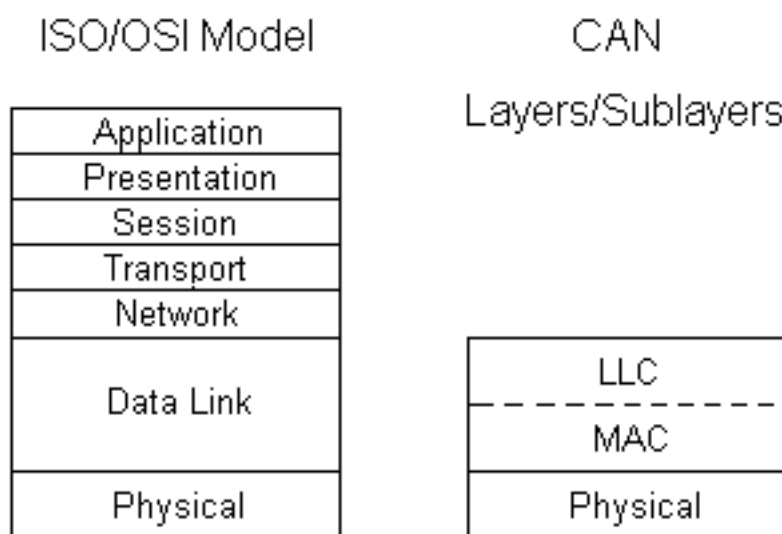 ISO/OSI Model
Application
Presentation
Session
Transport
Network
Data Link
Physical
CAN
Layers/Sublayers
LLC
MAC
Physical